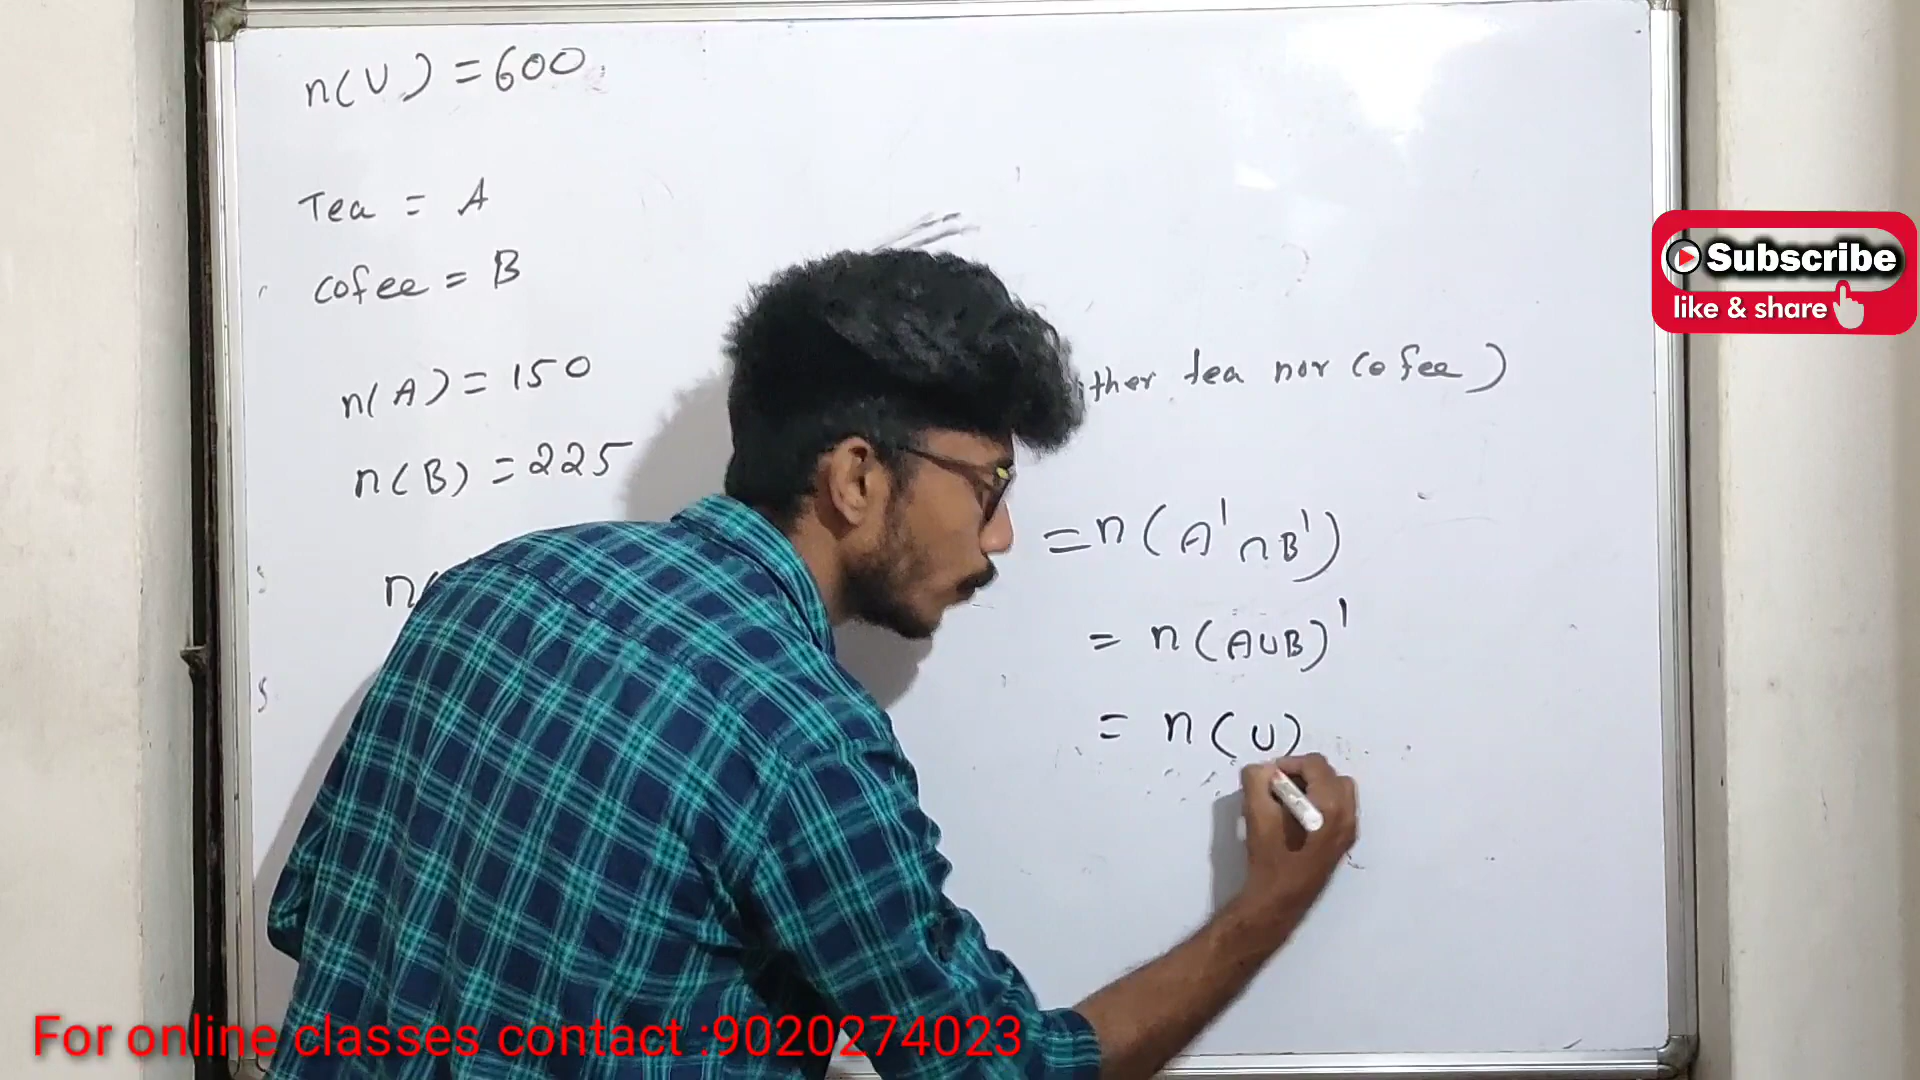 n(U) = 600
Tea = A
cofee = B
n(A) = 150
n(B) = 225
n(
ther tea nor cofee)
= n(A' ∩ B')
= n(A∪B)'
= n(U)
Subscribe
like & share
For online classes contact :9020274023